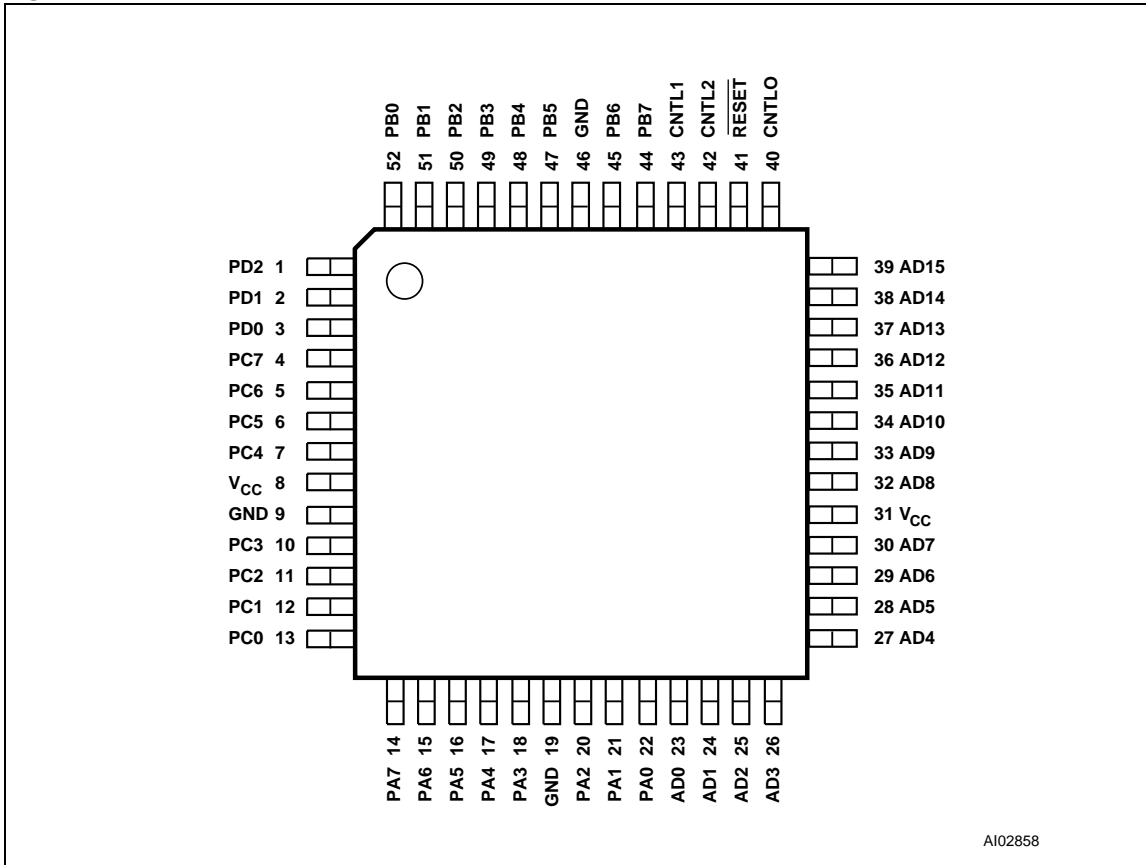 PB0
PB1
PB2
PB3
PB4
PB5
GND
PB6
PB7
CNTL1
CNTL2
RESET
CNTLO
52
51
50
49
48
47
46
45
44
43
42
41
40
PD2 1
PD1 2
PD0 3
PC7 4
PC6 5
PC5 6
PC4 7
VCC 8
GND 9
PC3 10
PC2 11
PC1 12
PC0 13
39 AD15
38 AD14
37 AD13
36 AD12
35 AD11
34 AD10
33 AD9
32 AD8
31 VCC
30 AD7
29 AD6
28 AD5
27 AD4
PA7 14
PA6 15
PA5 16
PA4 17
PA3 18
GND 19
PA2 20
PA1 21
PA0 22
AD0 23
AD1 24
AD2 25
AD3 26
AI02858